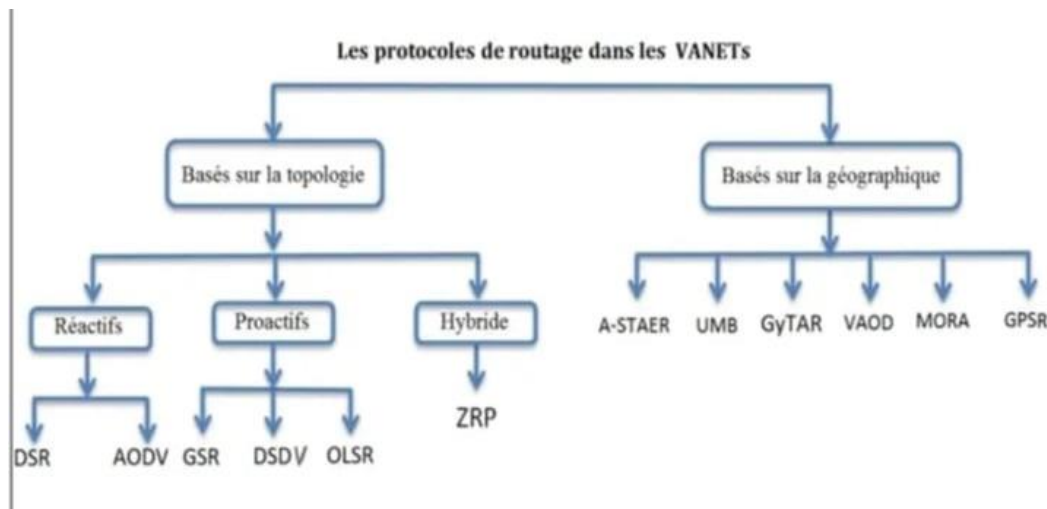 Les protocoles de routage dans les VANETs
Basés sur la topologie
Basés sur la géographique
Réactifs
Proactifs
Hybride
A-STAER UMB GyTAR VAOD MORA GPSR
ZRP
DSR AODV GSR DSDV OLSR